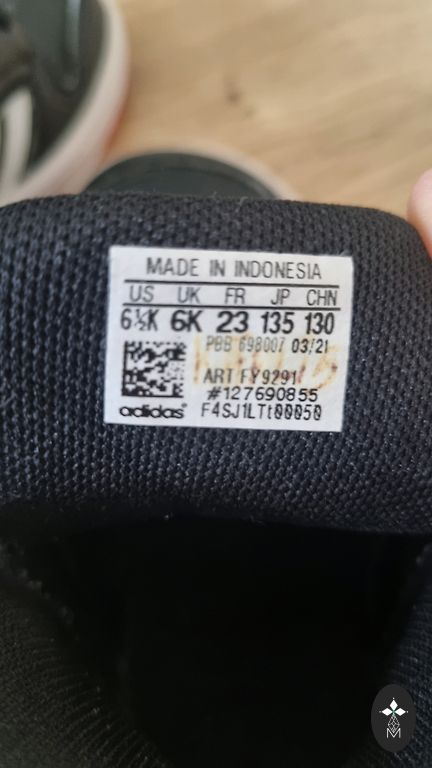 MADE IN INDONESIA
US UK FR JP CHN
6½K 6K 23 135 130
PBB 698007 03/21
ART FY9291
#127690855
adidas® F4SJ1LTt00050
M